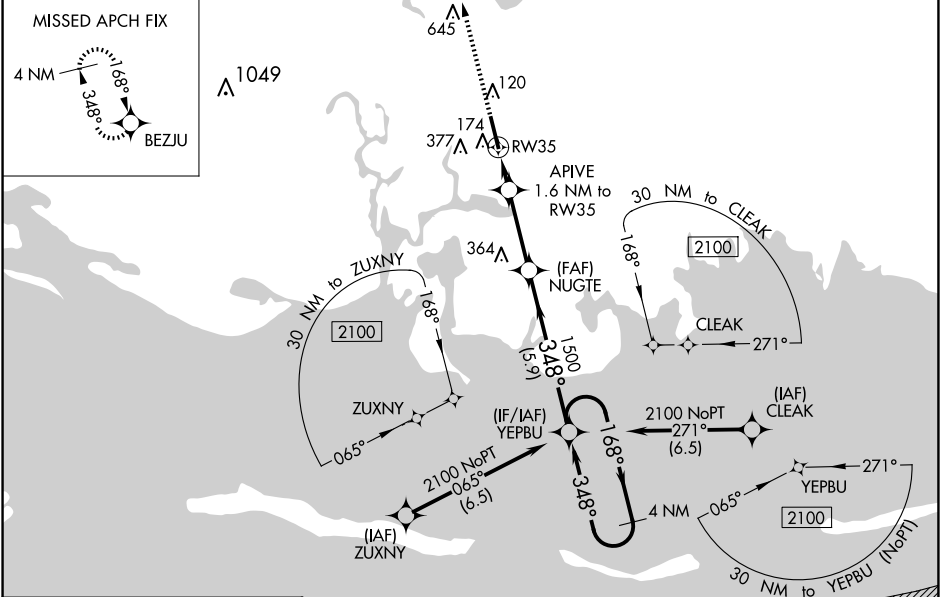 MISSED APCH FIX
4 NM
168°
348°
BEZJU
1049
645
120
174
377
RW35
APIVE
1.6 NM to
RW35
364
(FAF)
NUGTE
30 NM to CLEAK
168°
2100
CLEAK
271°
30 NM to ZUXNY
168°
2100
ZUXNY
065°
1500
348°
(5.9)
(IF/IAF)
YEPBU
2100 NoPT
271°
(6.5)
(IAF)
CLEAK
2100 NoPT
065°
(6.5)
(IAF)
ZUXNY
168°
348°
4 NM
065°
271°
YEPBU
2100
30 NM to YEPBU (NoPT)